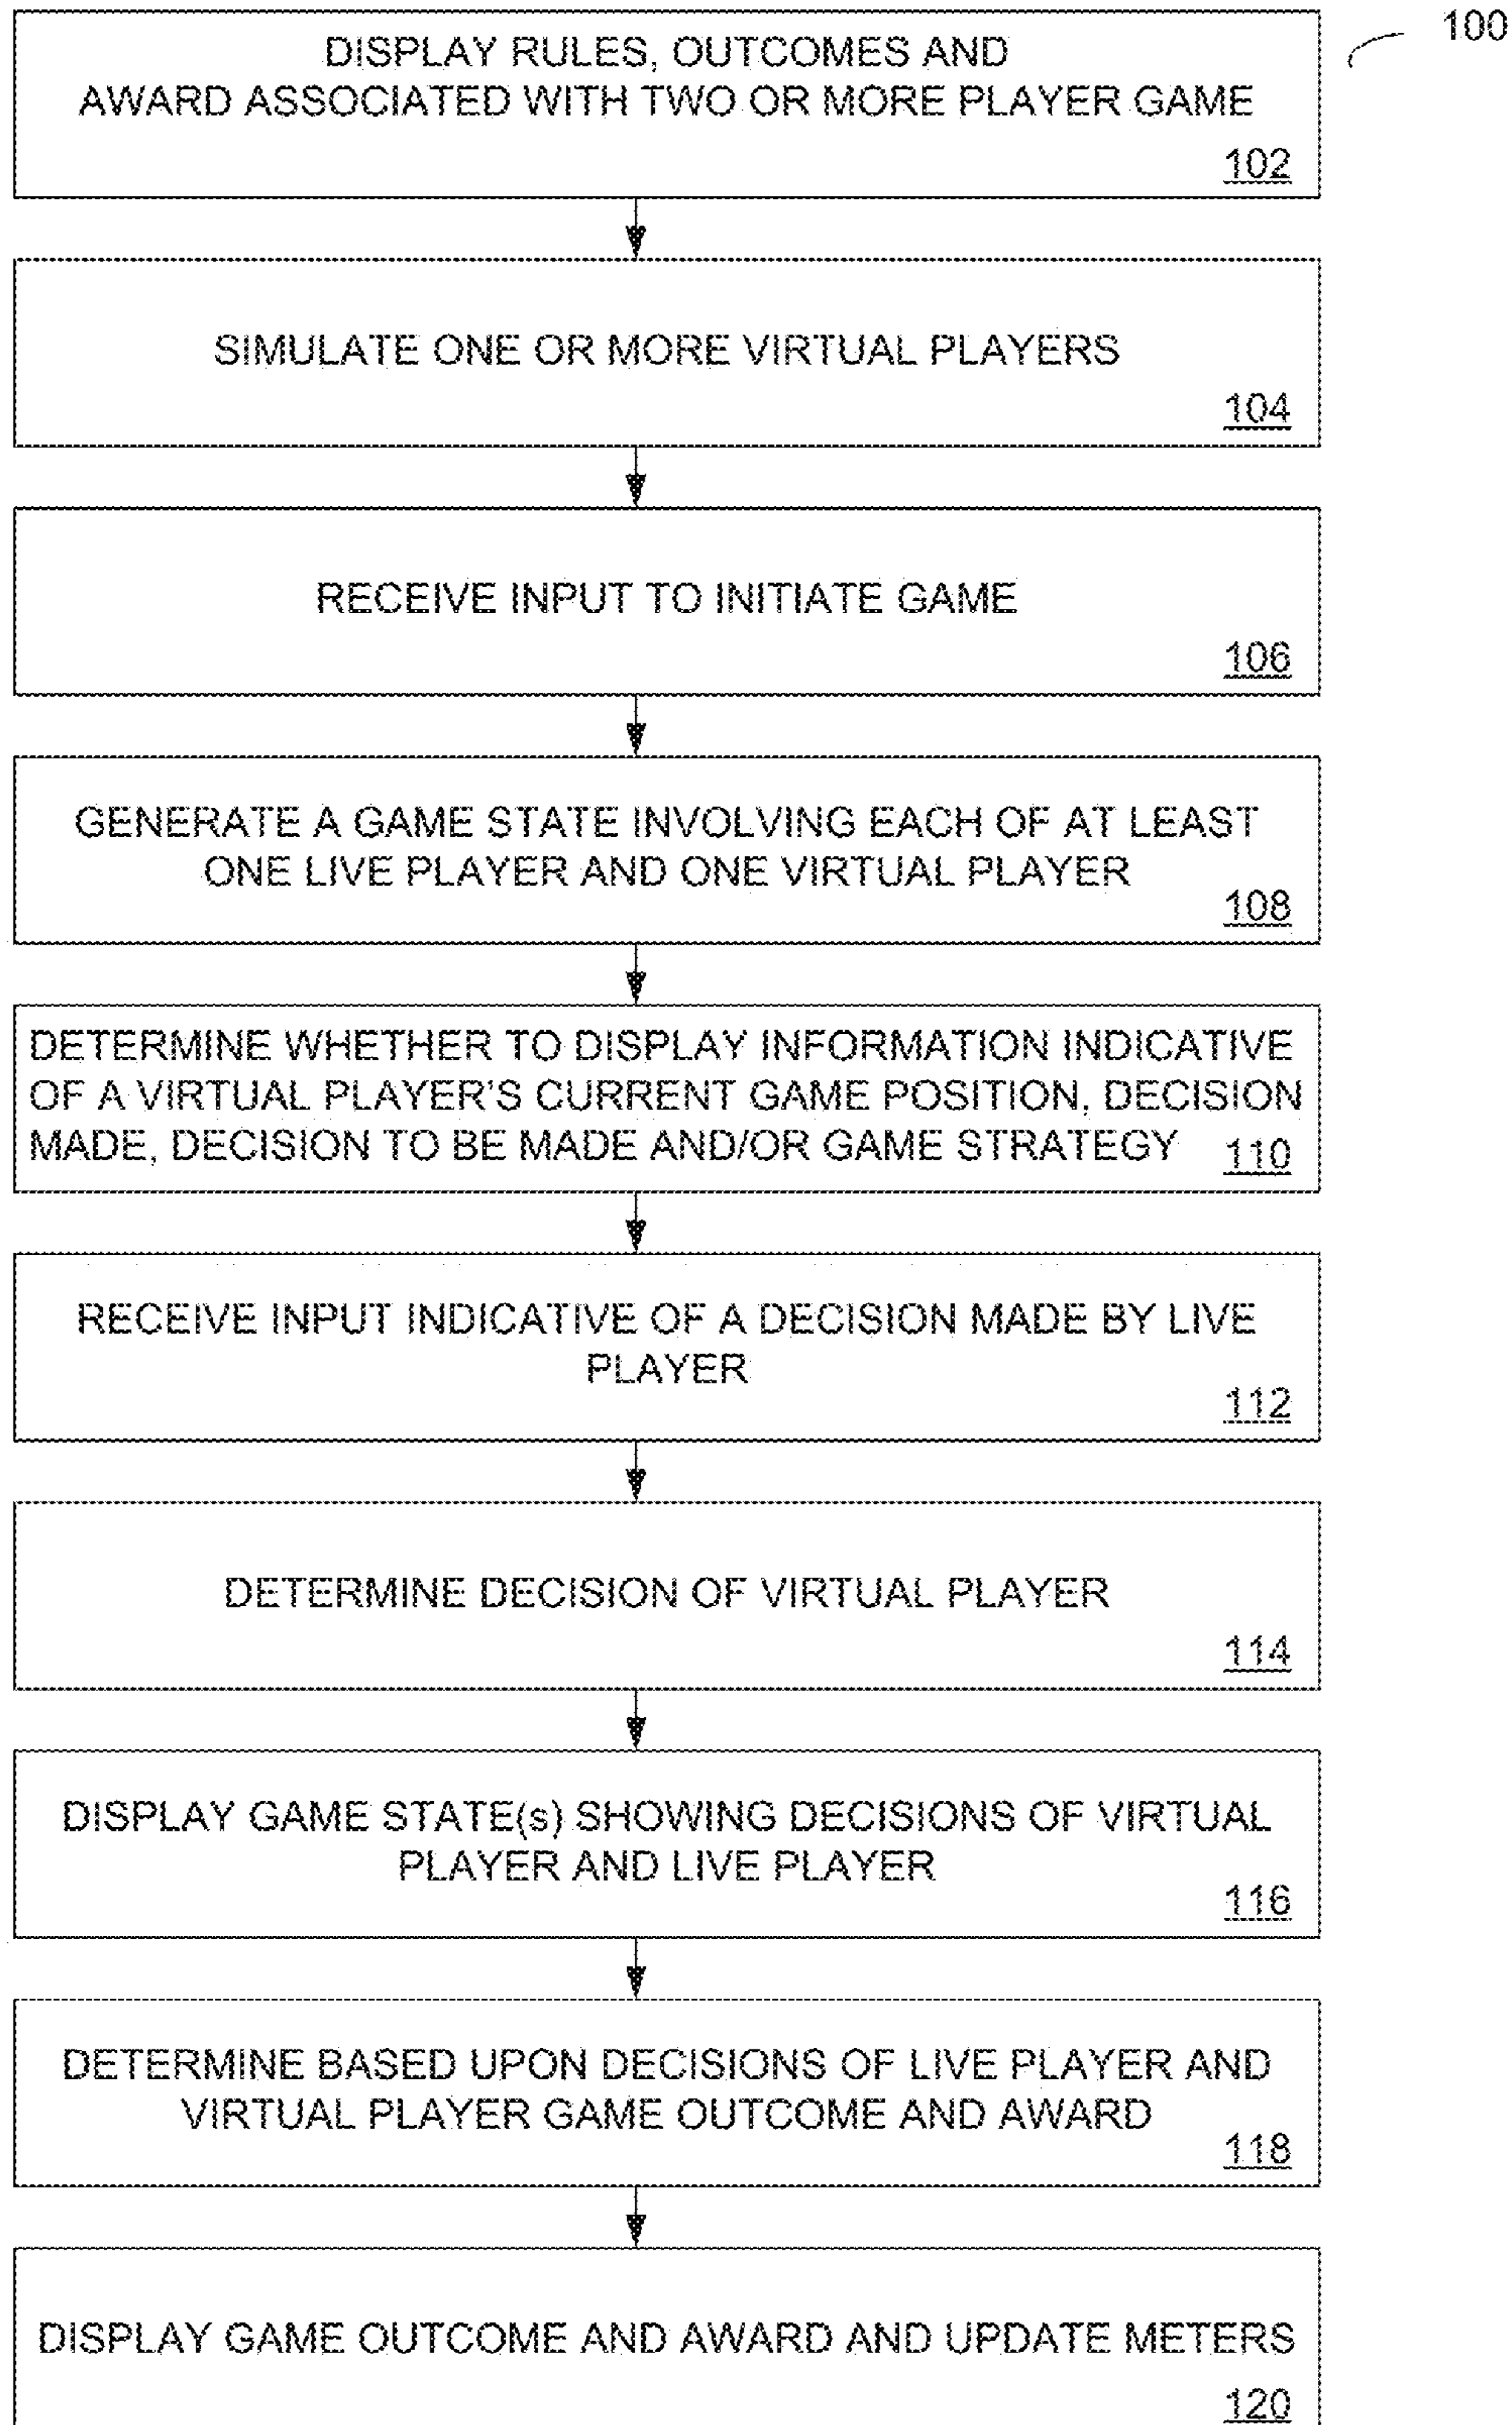 100
DISPLAY RULES, OUTCOMES AND
AWARD ASSOCIATED WITH TWO OR MORE PLAYER GAME
102
SIMULATE ONE OR MORE VIRTUAL PLAYERS
104
RECEIVE INPUT TO INITIATE GAME
106
GENERATE A GAME STATE INVOLVING EACH OF AT LEAST
ONE LIVE PLAYER AND ONE VIRTUAL PLAYER
108
DETERMINE WHETHER TO DISPLAY INFORMATION INDICATIVE
OF A VIRTUAL PLAYER'S CURRENT GAME POSITION, DECISION
MADE, DECISION TO BE MADE AND/OR GAME STRATEGY 110
RECEIVE INPUT INDICATIVE OF A DECISION MADE BY LIVE
PLAYER
112
DETERMINE DECISION OF VIRTUAL PLAYER
114
DISPLAY GAME STATE(s) SHOWING DECISIONS OF VIRTUAL
PLAYER AND LIVE PLAYER
116
DETERMINE BASED UPON DECISIONS OF LIVE PLAYER AND
VIRTUAL PLAYER GAME OUTCOME AND AWARD
118
DISPLAY GAME OUTCOME AND AWARD AND UPDATE METERS
120